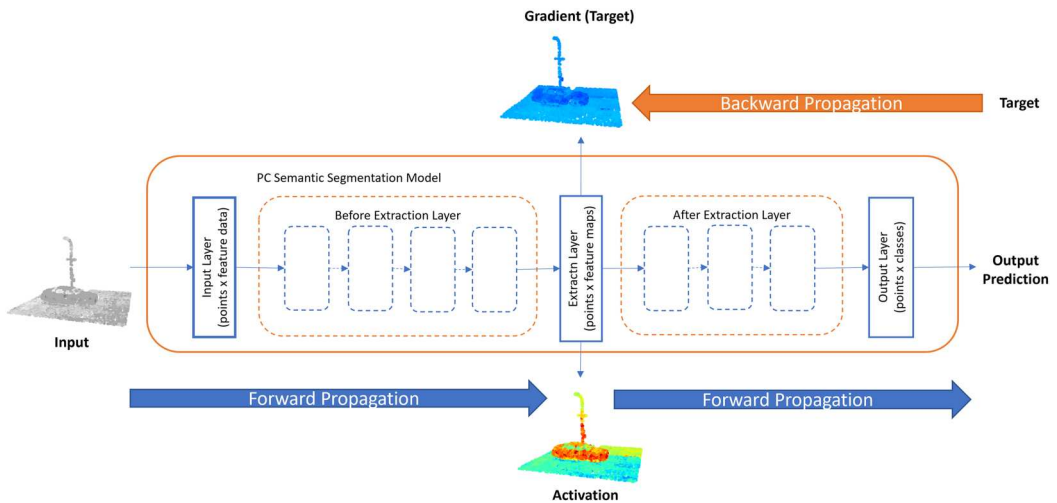 Gradient (Target)
Backward Propagation
Target
PC Semantic Segmentation Model
Before Extraction Layer
After Extraction Layer
Input Layer
(points x feature data)
Extractn Layer
(points x feature maps)
Output Layer
(points x classes)
Output
Prediction
Input
Forward Propagation
Forward Propagation
Activation